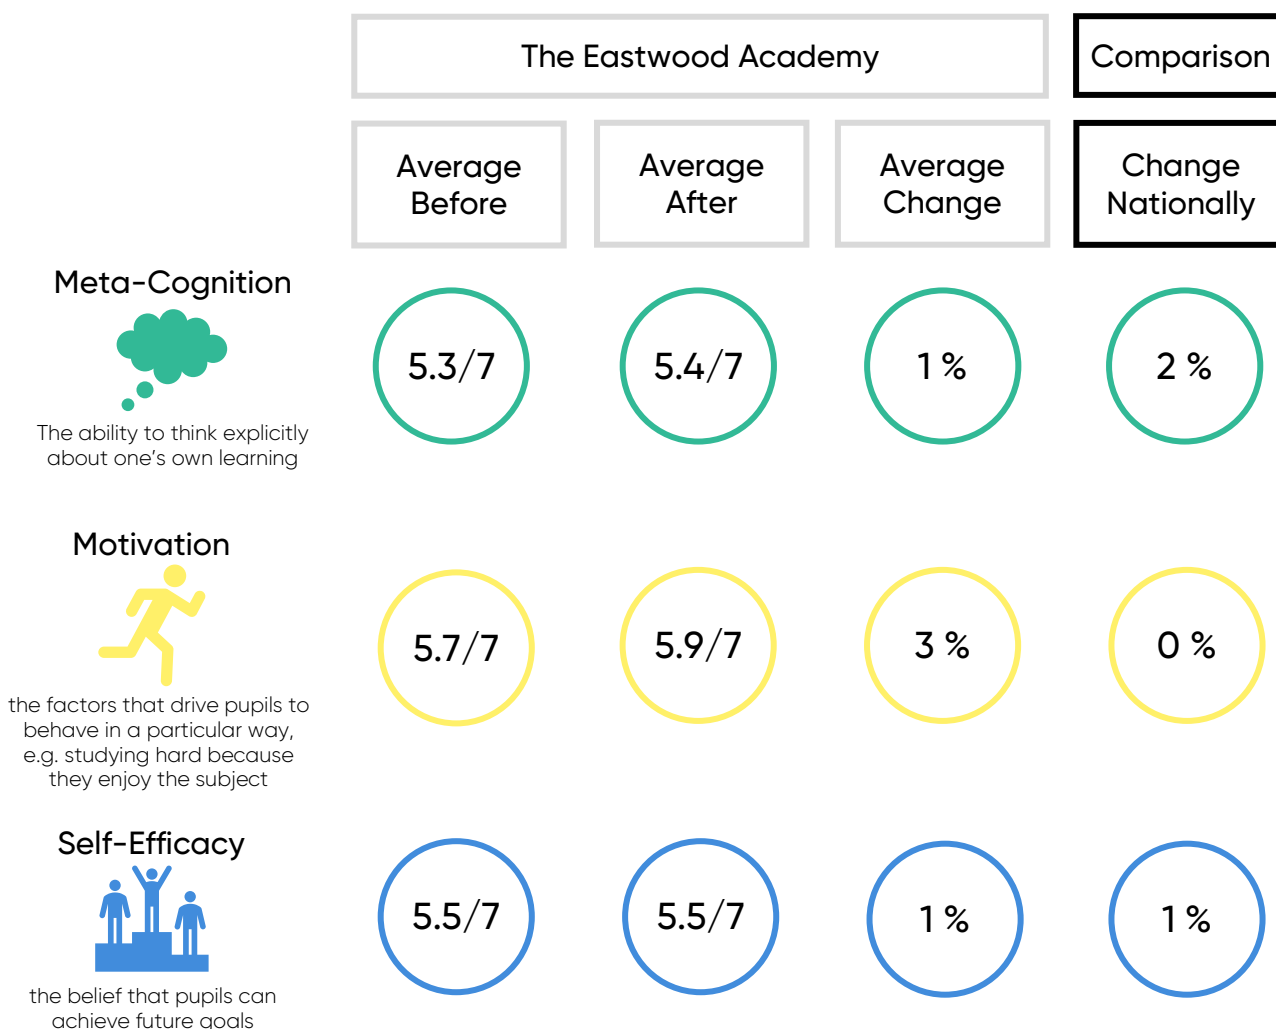 The Eastwood Academy
Comparison
Average
Before
Average
After
Average
Change
Change
Nationally
Meta-Cognition
The ability to think explicitly
about one's own learning
5.3/7
5.4/7
1 %
2 %
Motivation
the factors that drive pupils to
behave in a particular way,
e.g. studying hard because
they enjoy the subject
5.7/7
5.9/7
3 %
0 %
Self-Efficacy
the belief that pupils can
achieve future goals
5.5/7
5.5/7
1 %
1 %